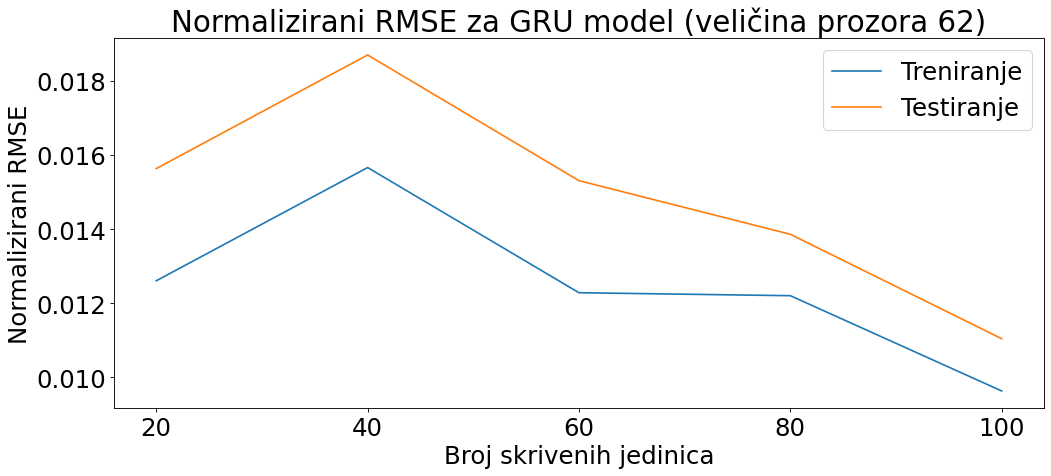 Normalizirani RMSE za GRU model (veličina prozora 62)
Treniranje
Testiranje
Normalizirani RMSE
0.018
0.016
0.014
0.012
0.010
20 40 60 80 100
Broj skrivenih jedinica